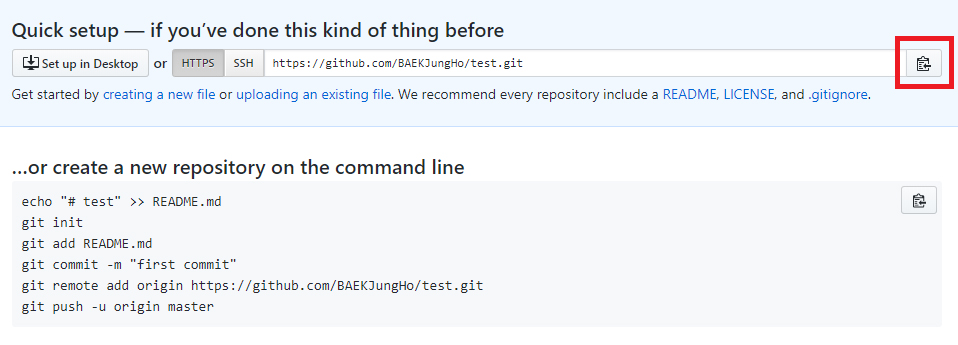 Quick setup — if you’ve done this kind of thing before
Set up in Desktop or HTTPS SSH https://github.com/BAEKJungHo/test.git
Get started by creating a new file or uploading an existing file. We recommend every repository include a README, LICENSE, and .gitignore.
…or create a new repository on the command line
echo "# test" >> README.md
git init
git add README.md
git commit -m "first commit"
git remote add origin https://github.com/BAEKJungHo/test.git
git push -u origin master